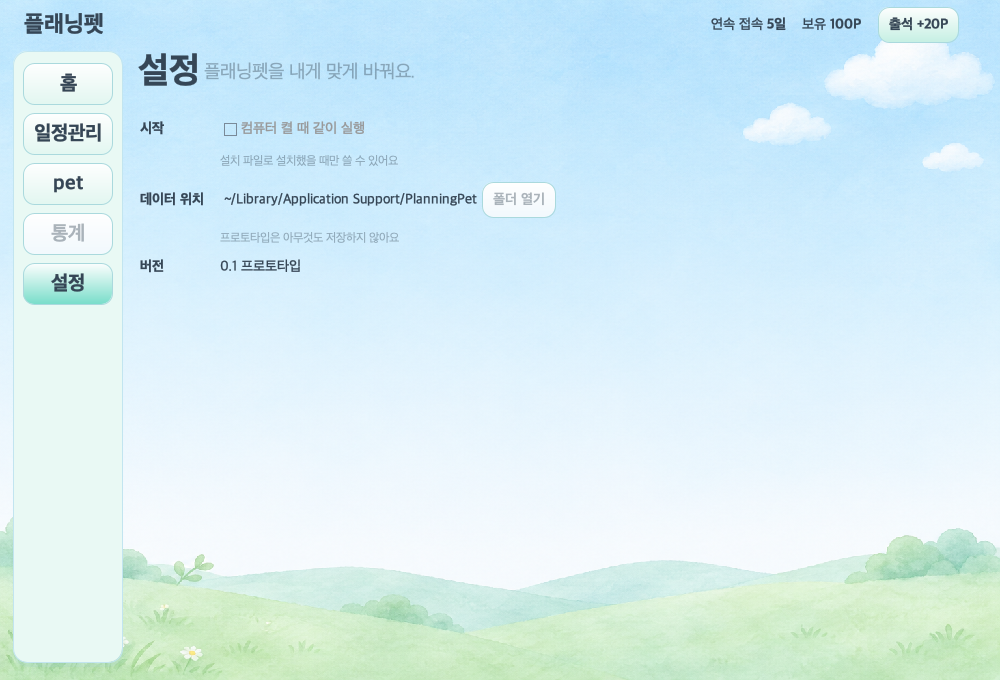 플래닝펫
연속 접속 5일 보유 100P 출석 +20P
홈
일정관리
pet
통계
설정
설정 플래닝펫을 내게 맞게 바꿔요.
시작 컴퓨터 켤 때 같이 실행
설치 파일로 설치했을 때만 쓸 수 있어요
데이터 위치 ~/Library/Application Support/PlanningPet 폴더 열기
프로토타입은 아무것도 저장하지 않아요
버전 0.1 프로토타입